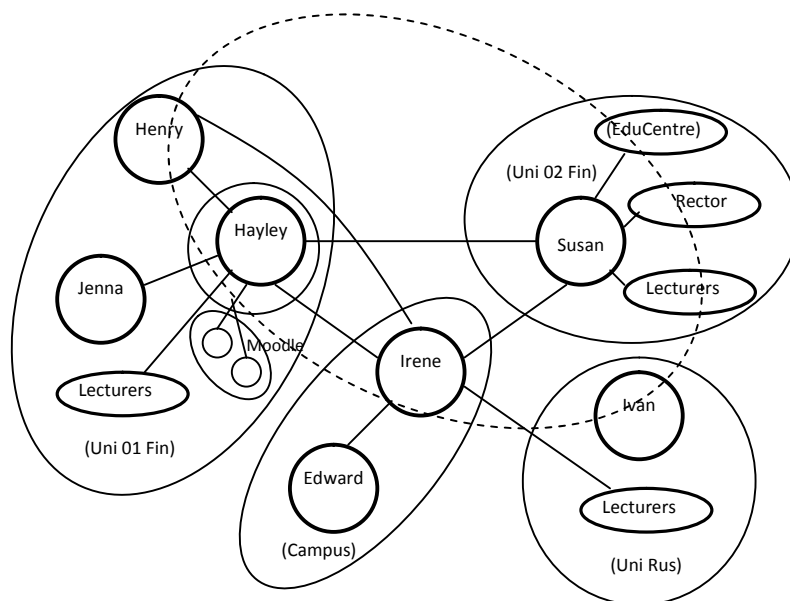 Henry
(EduCentre)
(Uni 02 Fin)
Rector
Hayley
Susan
Jenna
Lecturers
Moodle
Irene
Lecturers
Ivan
(Uni 01 Fin)
Edward
Lecturers
(Campus)
(Uni Rus)